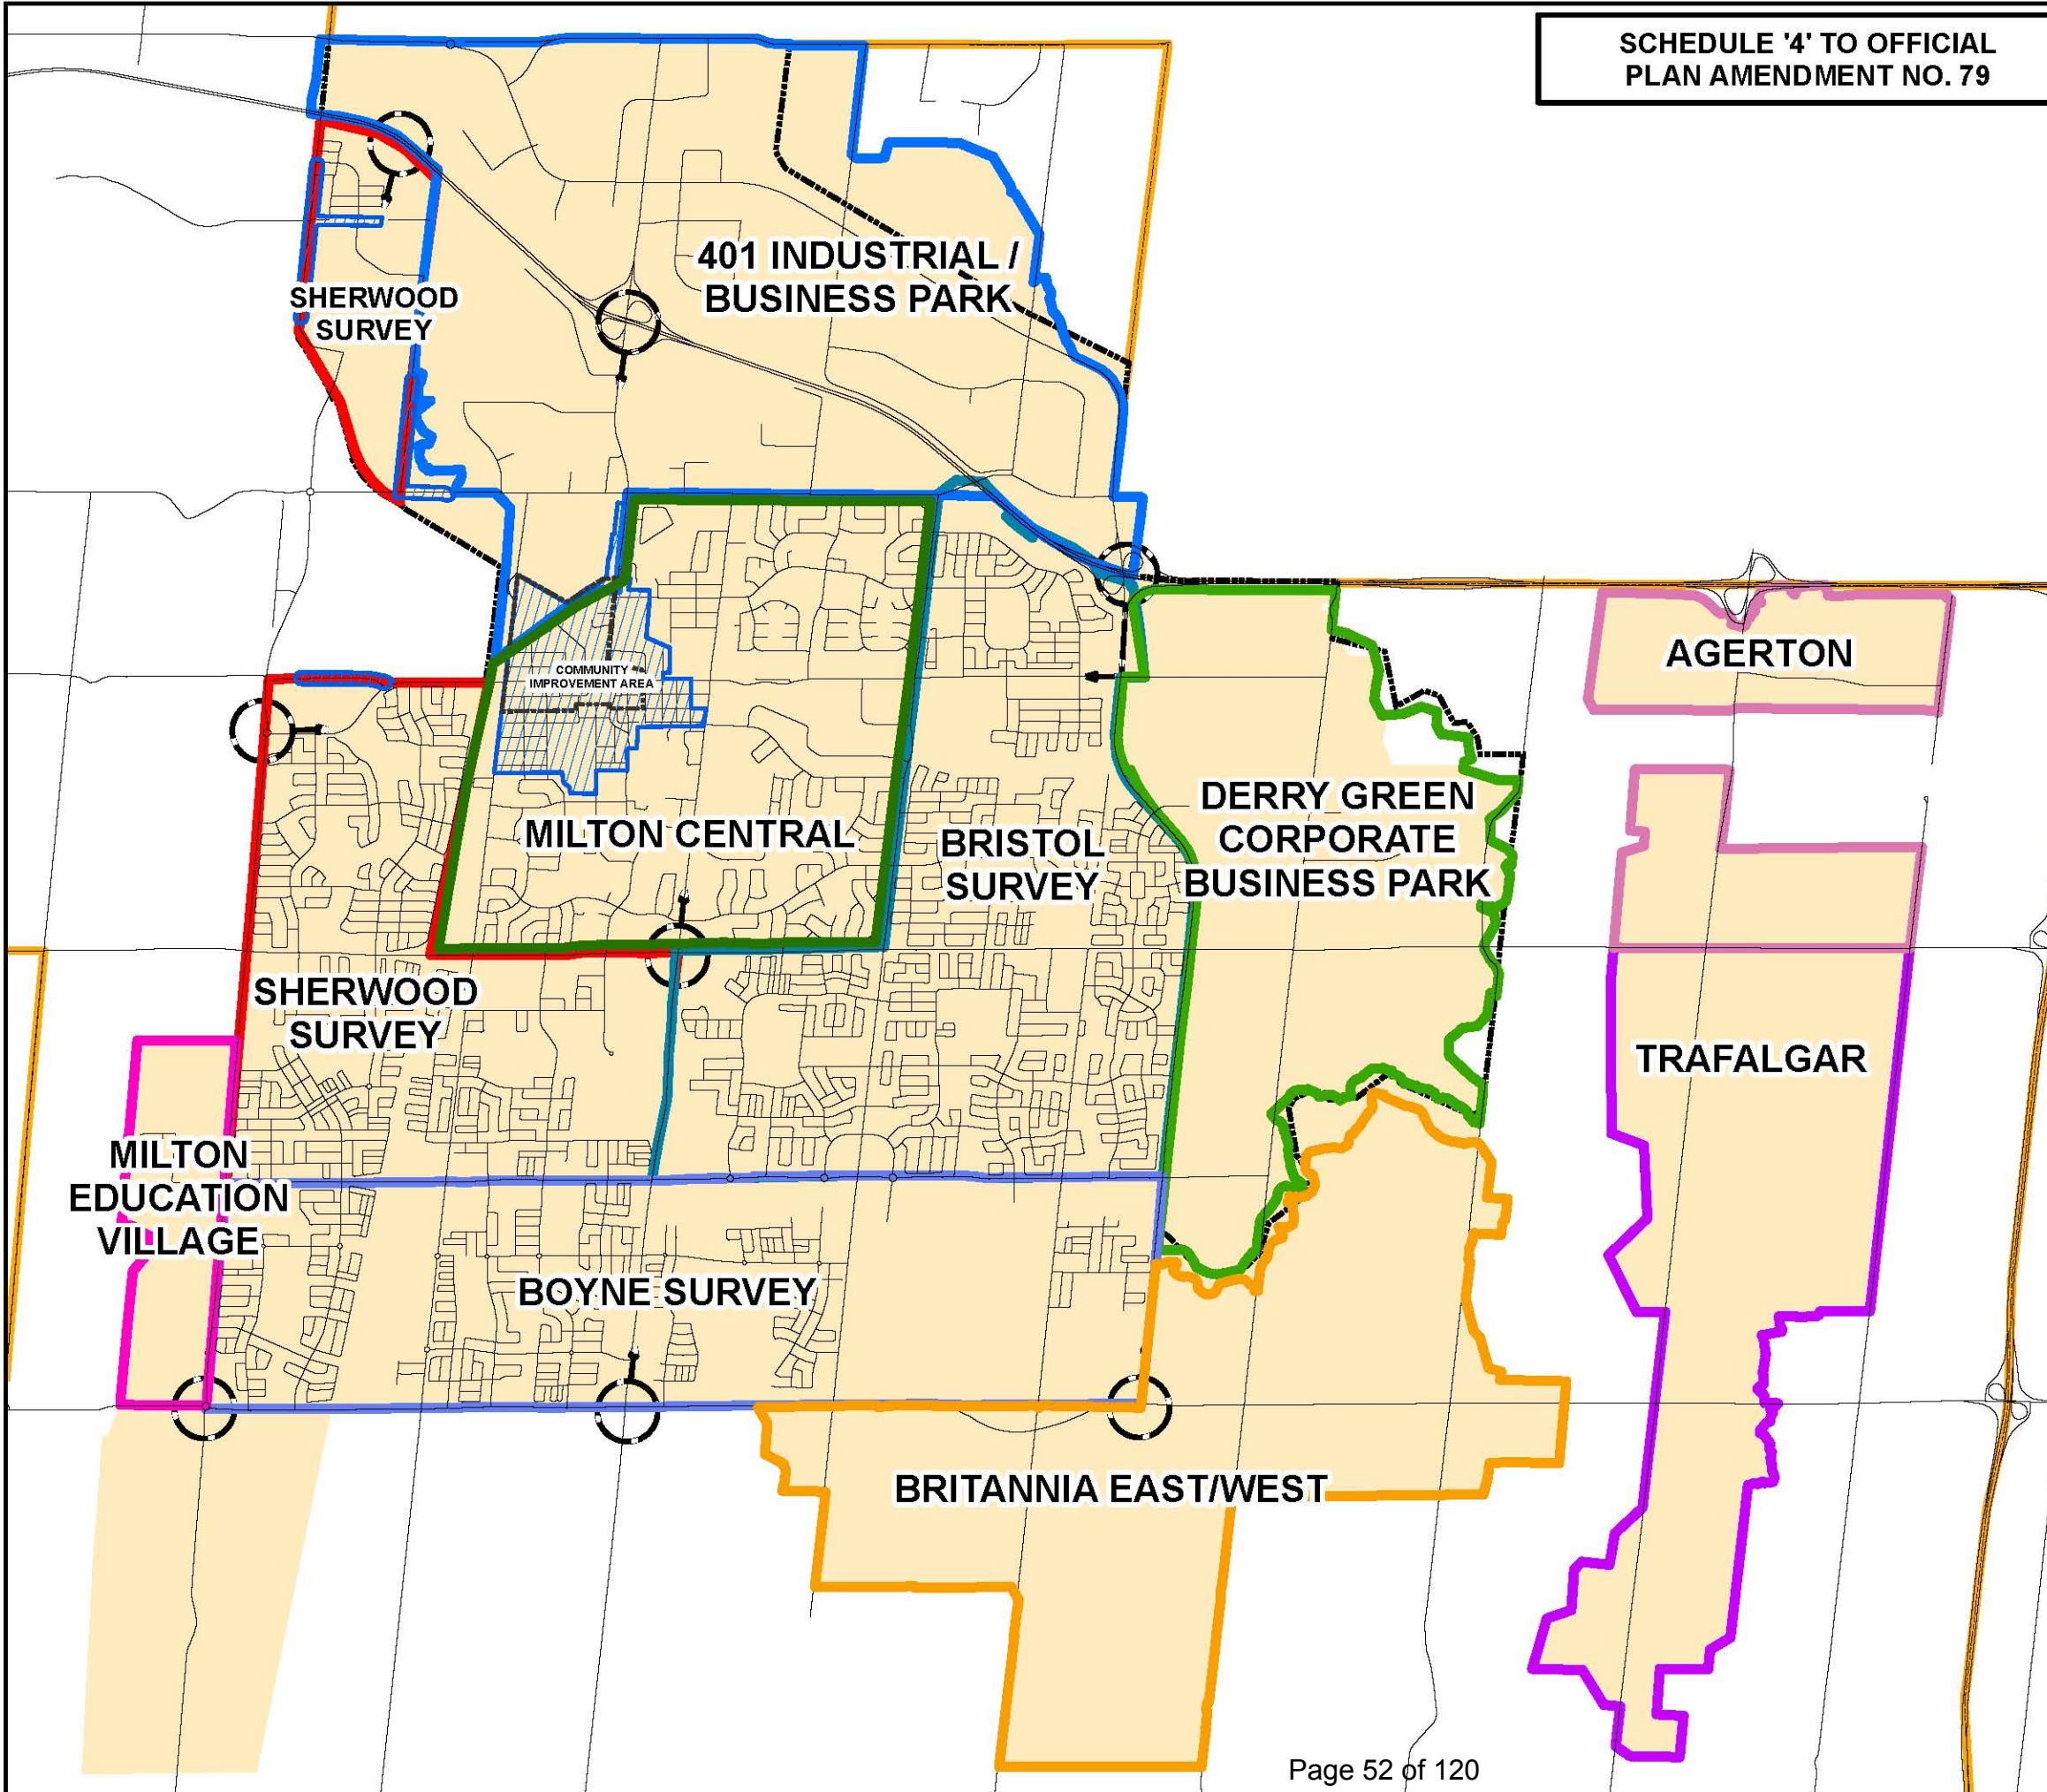 SCHEDULE '4' TO OFFICIAL
PLAN AMENDMENT NO. 79
401 INDUSTRIAL /
BUSINESS PARK
SHERWOOD
SURVEY
COMMUNITY
IMPROVEMENT AREA
AGERTON
MILTON CENTRAL
BRISTOL
SURVEY
DERRY GREEN
CORPORATE
BUSINESS PARK
SHERWOOD
SURVEY
TRAFALGAR
MILTON
EDUCATION
VILLAGE
BOYNE SURVEY
BRITANNIA EAST/WEST
Page 52 of 120